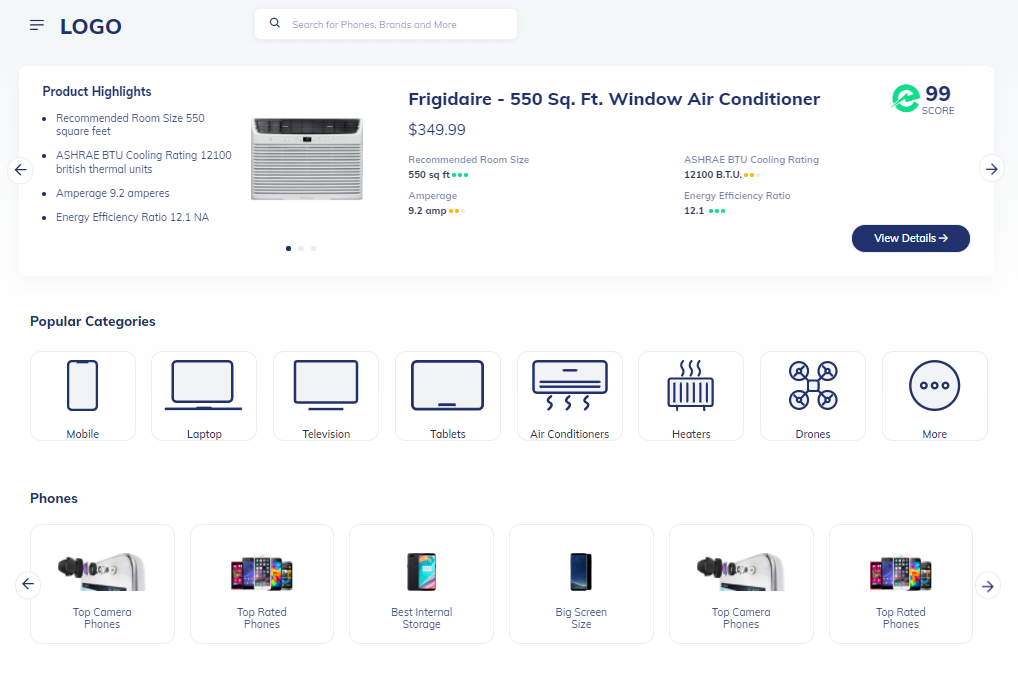 LOGO
Search for Phones, Brands and More
Product Highlights
Recommended Room Size 550
square feet
ASHRAE BTU Cooling Rating 12100
british thermal units
Amperage 9.2 amperes
Energy Efficiency Ratio 12.1 NA
Frigidaire - 550 Sq. Ft. Window Air Conditioner
$349.99
99
SCORE
Recommended Room Size
550 sq ft
ASHRAE BTU Cooling Rating
12100 B.T.U.
Amperage
9.2 amp
Energy Efficiency Ratio
12.1
View Details
Popular Categories
Mobile
Laptop
Television
Tablets
Air Conditioners
Heaters
Drones
More
Phones
Top Camera
Phones
Top Rated
Phones
Best Internal
Storage
Big Screen
Size
Top Camera
Phones
Top Rated
Phones